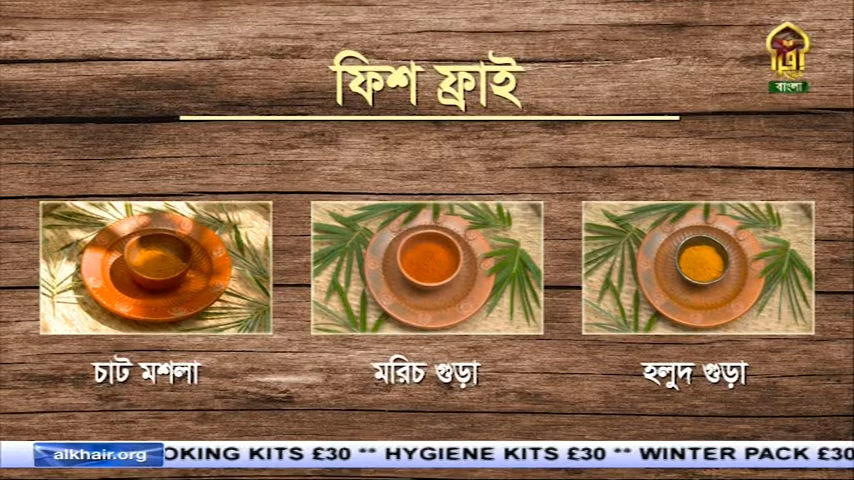 ফিশ ফ্রাই
বাংলা
চাট মশলা
মরিচ গুড়া
হলুদ গুড়া
alkhair.org
OKING KITS £30 ** HYGIENE KITS £30 ** WINTER PACK £30